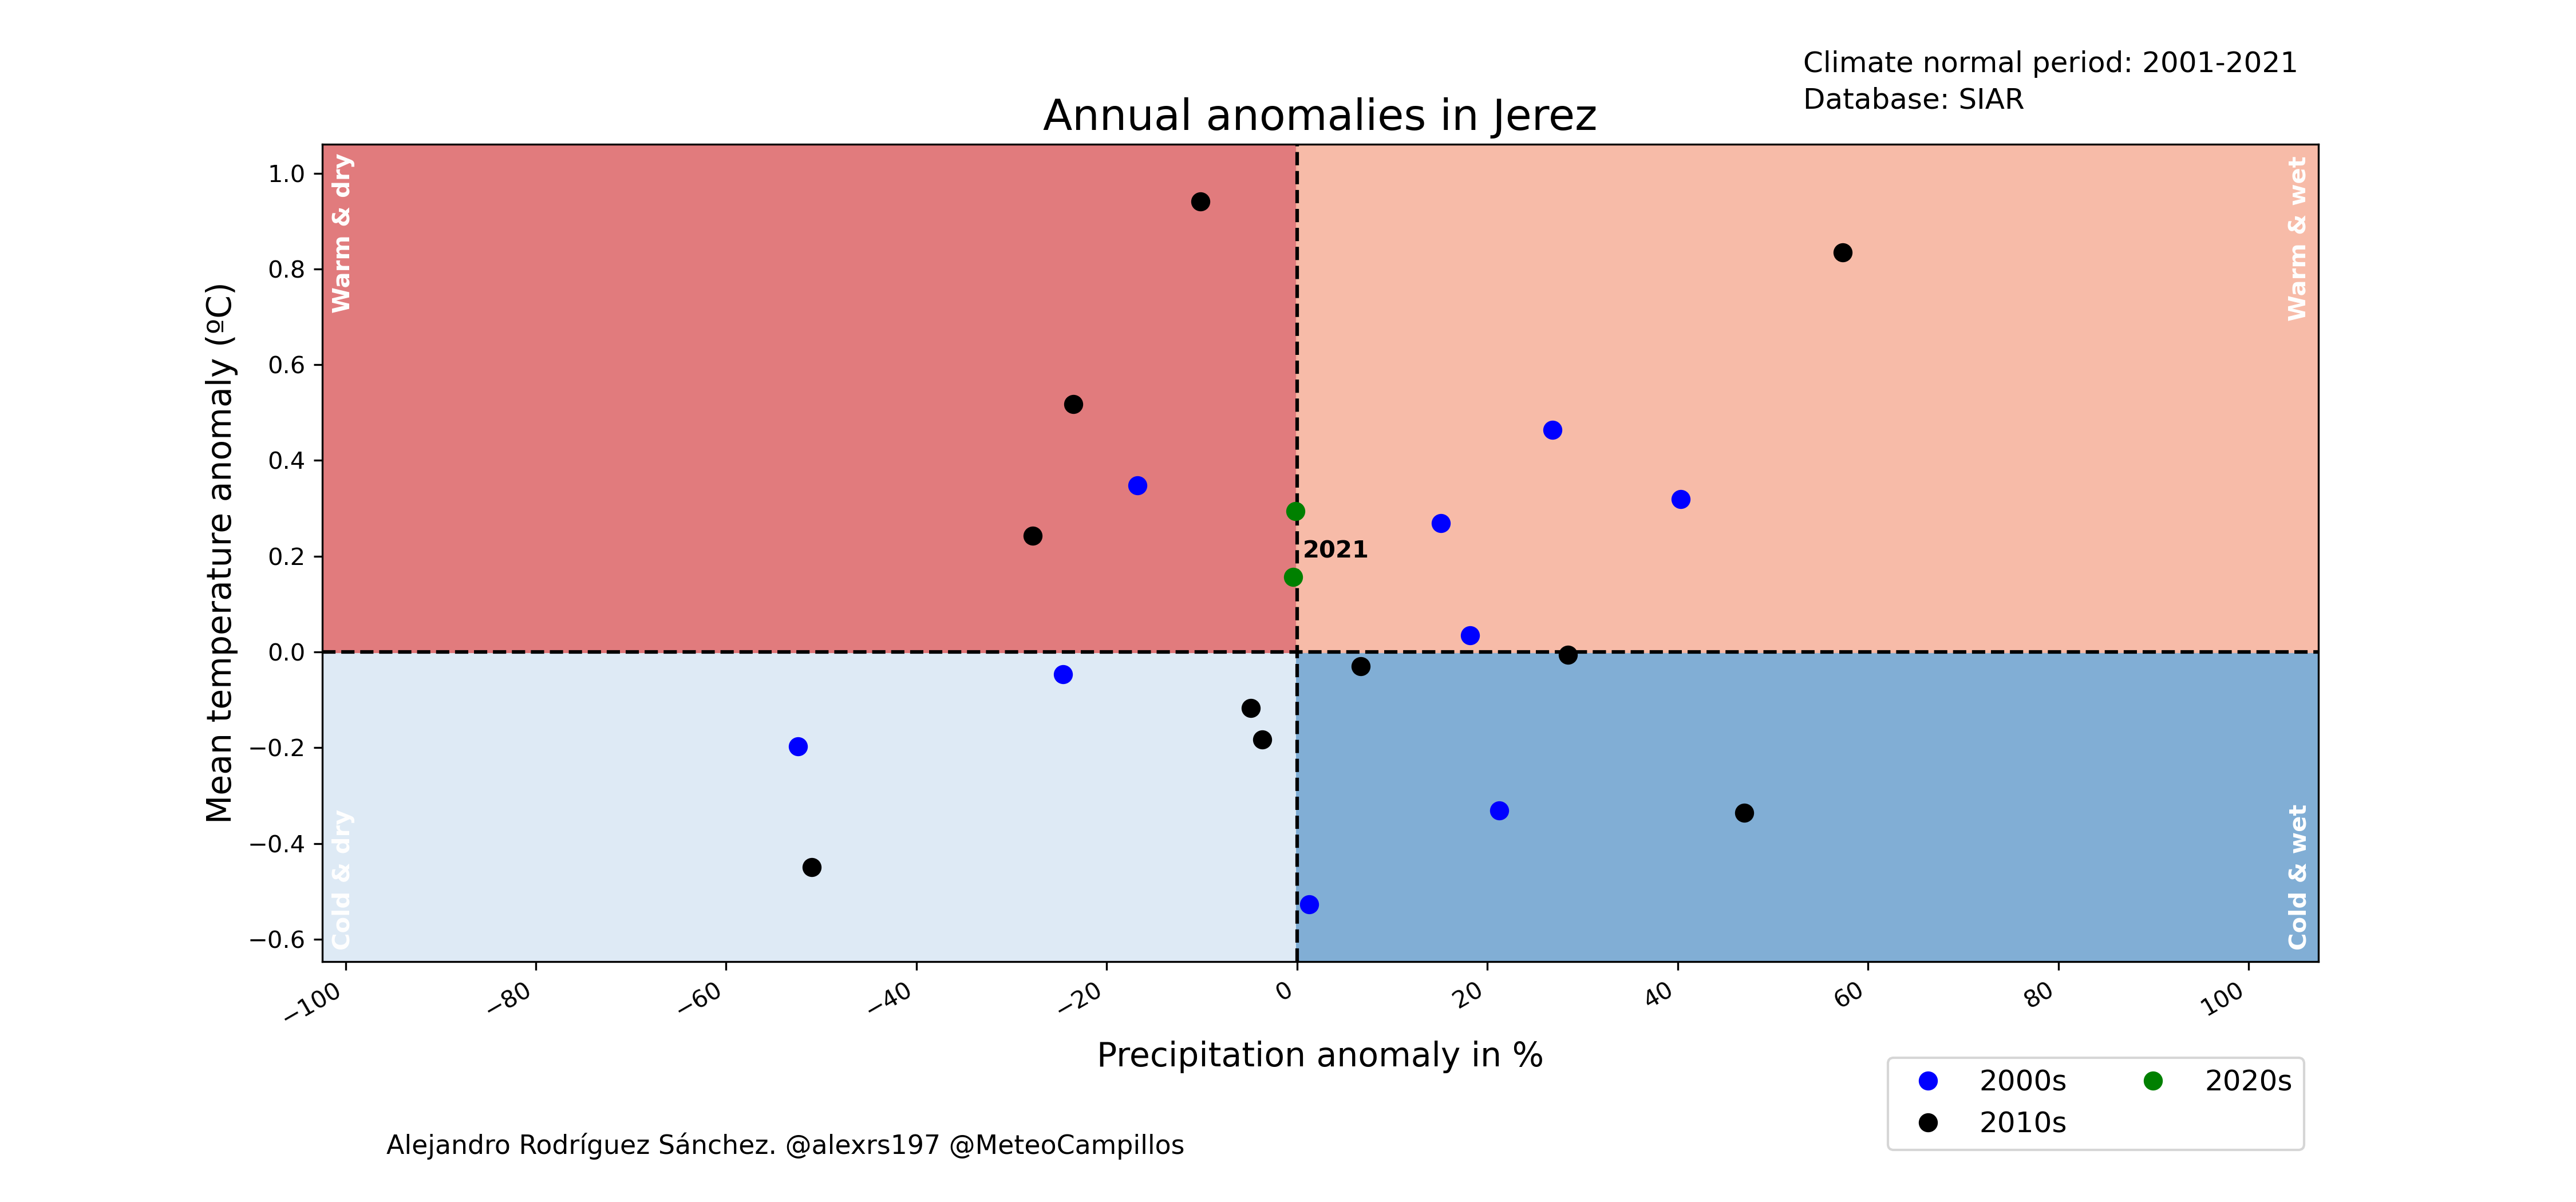 Climate normal period: 2001-2021
Database: SIAR
Annual anomalies in Jerez
Warm & dry
Warm & wet
Cold & dry
Cold & wet
Mean temperature anomaly (ºC)
1.0
0.8
0.6
0.4
0.2
0.0
−0.2
−0.4
−0.6
2021
−100
−80
−60
−40
−20
0
20
40
60
80
100
Precipitation anomaly in %
2000s
2010s
2020s
Alejandro Rodríguez Sánchez. @alexrs197 @MeteoCampillos